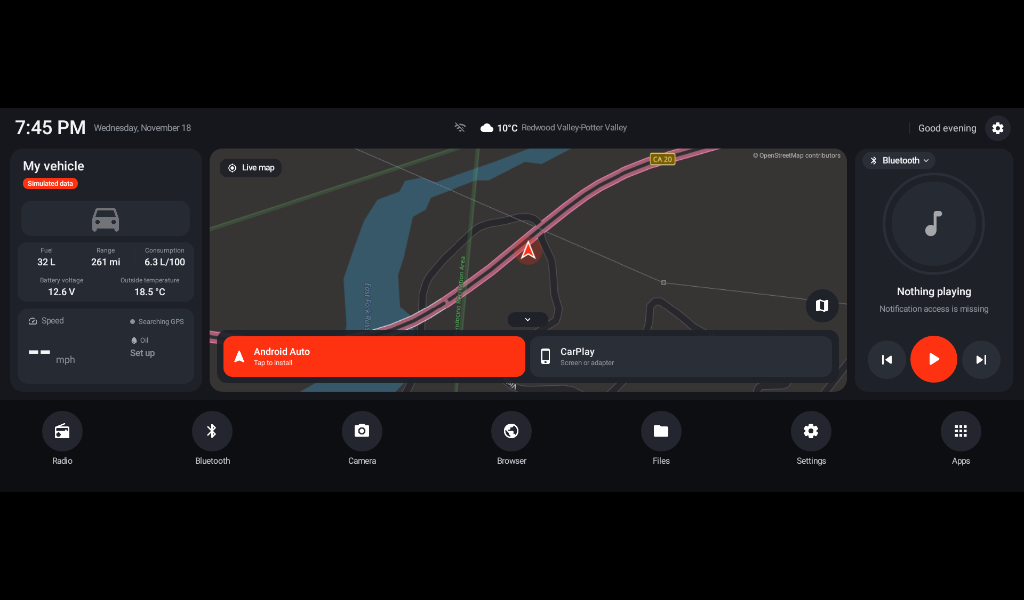 7:45 PM
Wednesday, November 18
10°C
Redwood Valley-Potter Valley
Good evening
My vehicle
Simulated data
Fuel
Range
Consumption
32 L
261 mi
6.3 L/100
Battery voltage
Outside temperature
12.6 V
18.5 °C
Speed
Searching GPS
Oil
Set up
mph
Live map
CA 20
© OpenStreetMap contributors
Android Auto
Tap to install
CarPlay
Screen or adapter
Bluetooth
Nothing playing
Notification access is missing
Radio
Bluetooth
Camera
Browser
Files
Settings
Apps